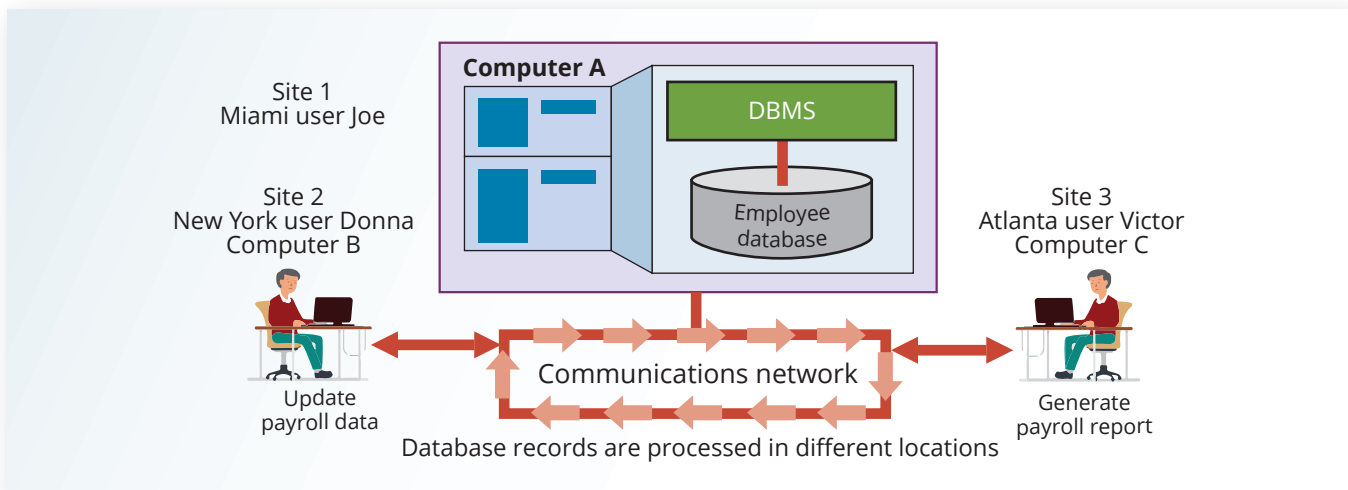 Computer A
Site 1
Miami user Joe
DBMS
Employee
database
Site 2
New York user Donna
Computer B
Site 3
Atlanta user Victor
Computer C
Communications network
Update
payroll data
Generate
payroll report
Database records are processed in different locations